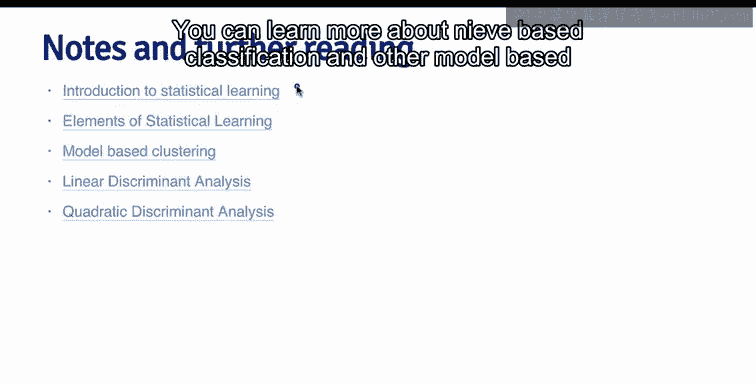 You can learn more about nieve based
classification and other model based
Notes and further reading
· Introduction to statistical learning
· Elements of Statistical Learning
· Model based clustering
· Linear Discriminant Analysis
· Quadratic Discriminant Analysis